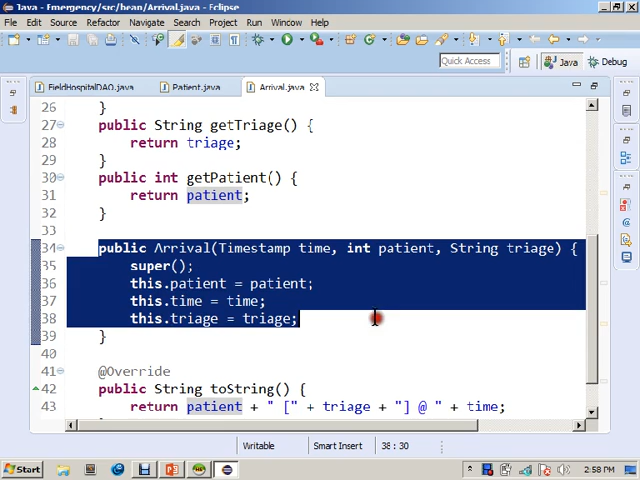 Java - Emergency/src/bean/Arrival.java - Eclipse
File Edit Source Refactor Navigate Search Project Run Window Help
Quick Access Java Debug
FieldHospitalDAO.java Patient.java Arrival.java
26 }
27 public String getTriage() {
28 return triage;
29 }
30 public int getPatient() {
31 return patient;
32 }
33
34 public Arrival(Timestamp time, int patient, String triage) {
35 super();
36 this.patient = patient;
37 this.time = time;
38 this.triage = triage;
39 }
40
41 @Override
42 public String toString() {
43 return patient + " [" + triage + "] @ " + time;
Writable Smart Insert 38 : 30
Start 2:58 PM